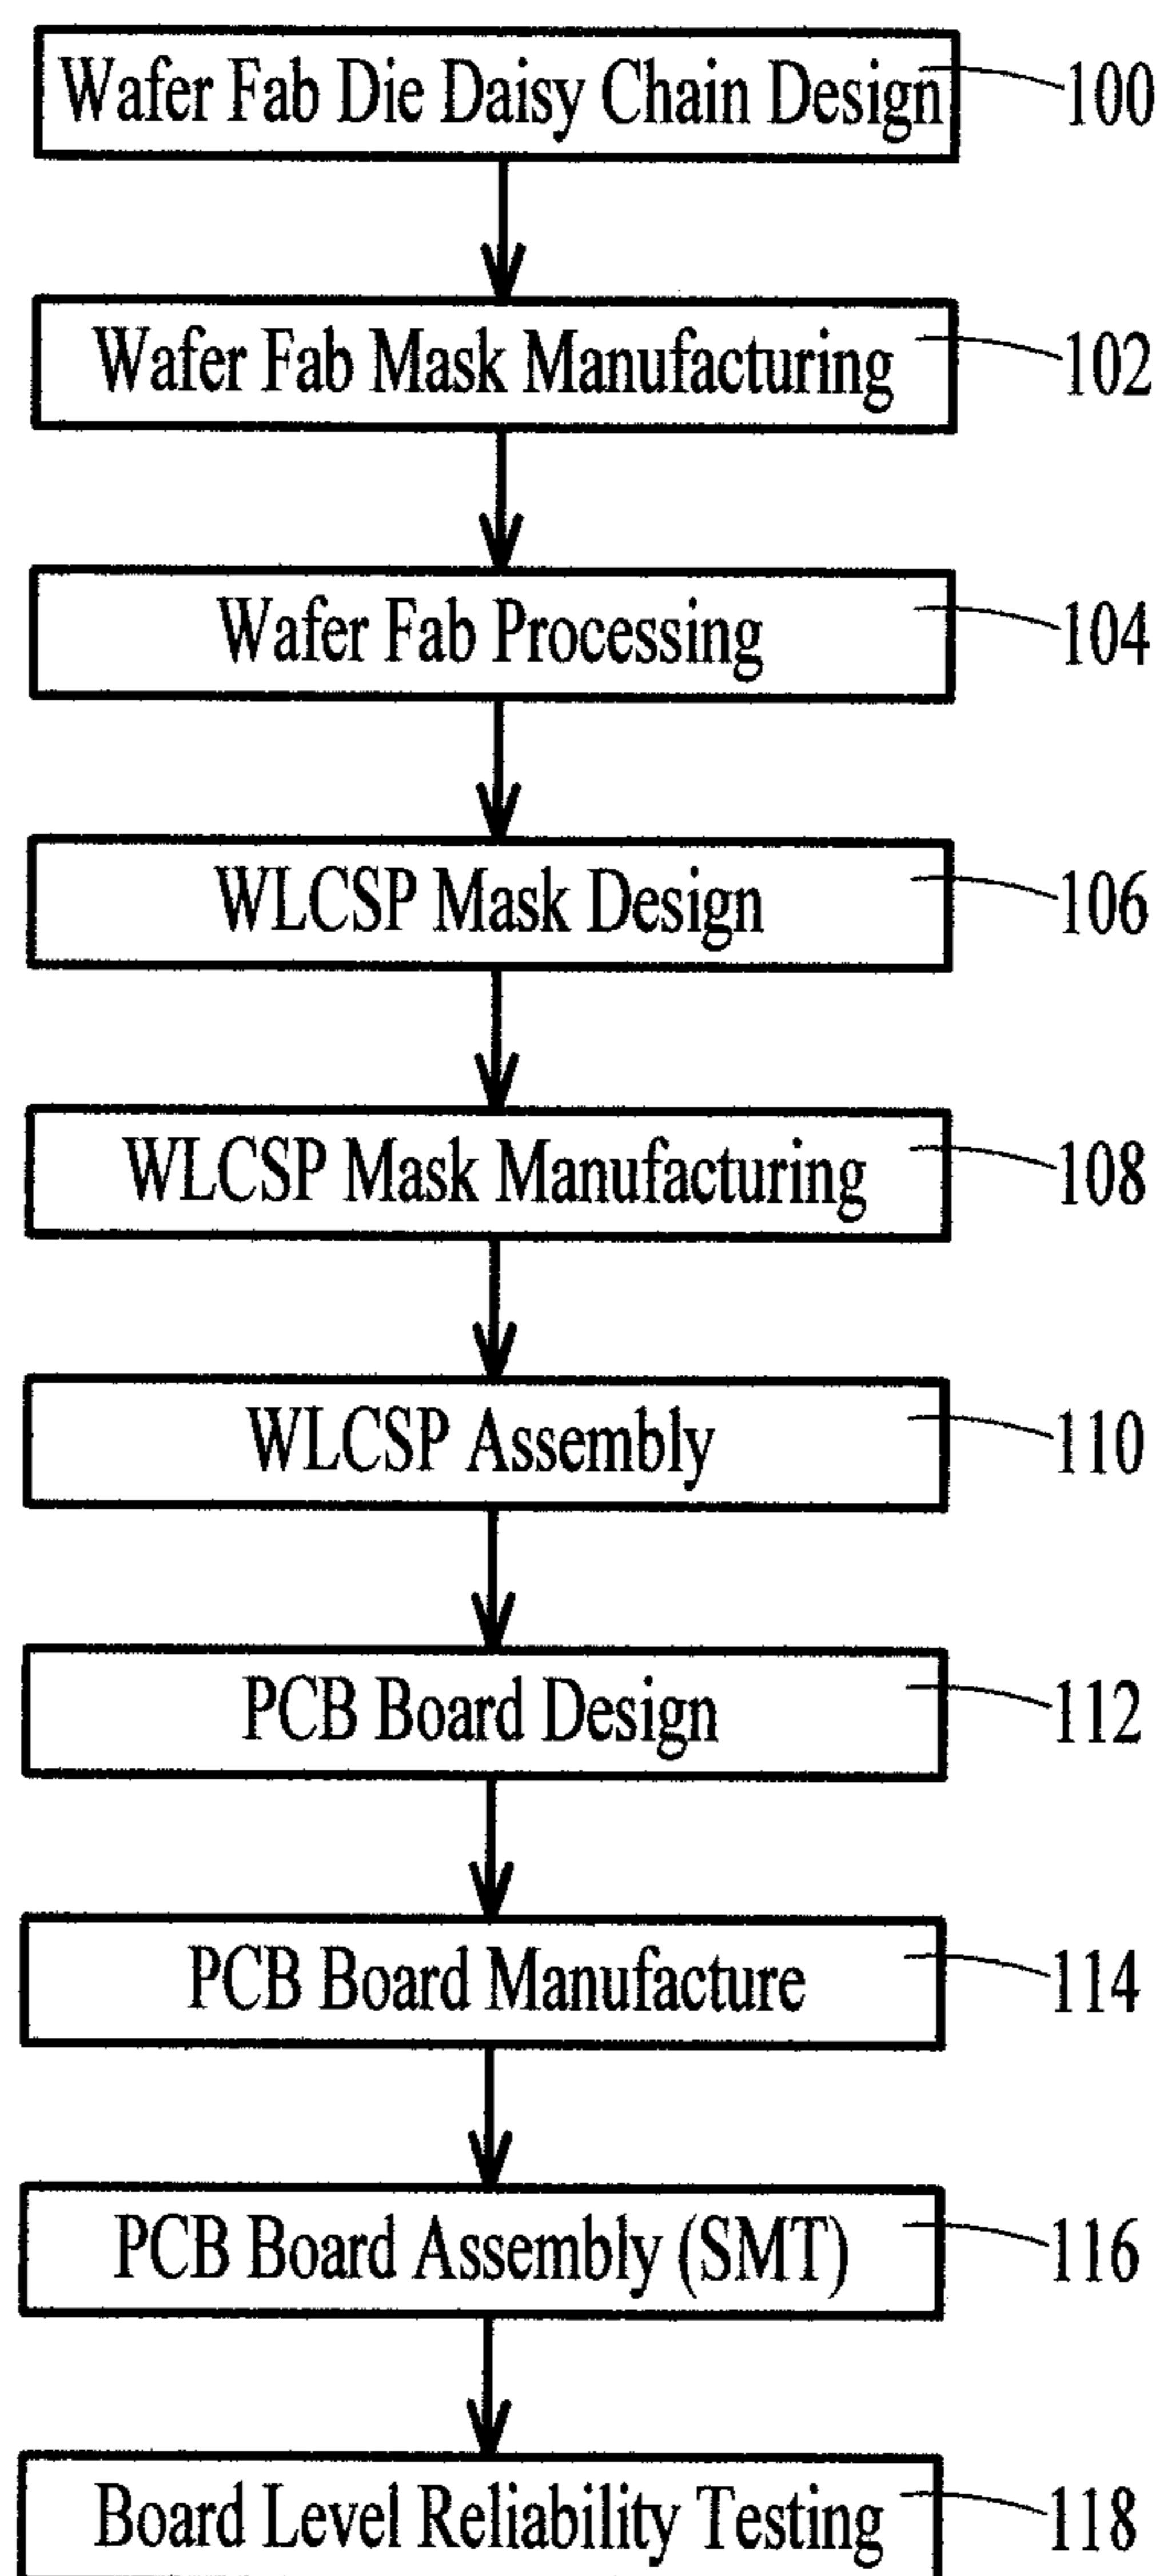 Wafer Fab Die Daisy Chain Design 100
Wafer Fab Mask Manufacturing 102
Wafer Fab Processing 104
WLCSP Mask Design 106
WLCSP Mask Manufacturing 108
WLCSP Assembly 110
PCB Board Design 112
PCB Board Manufacture 114
PCB Board Assembly (SMT) 116
Board Level Reliability Testing 118